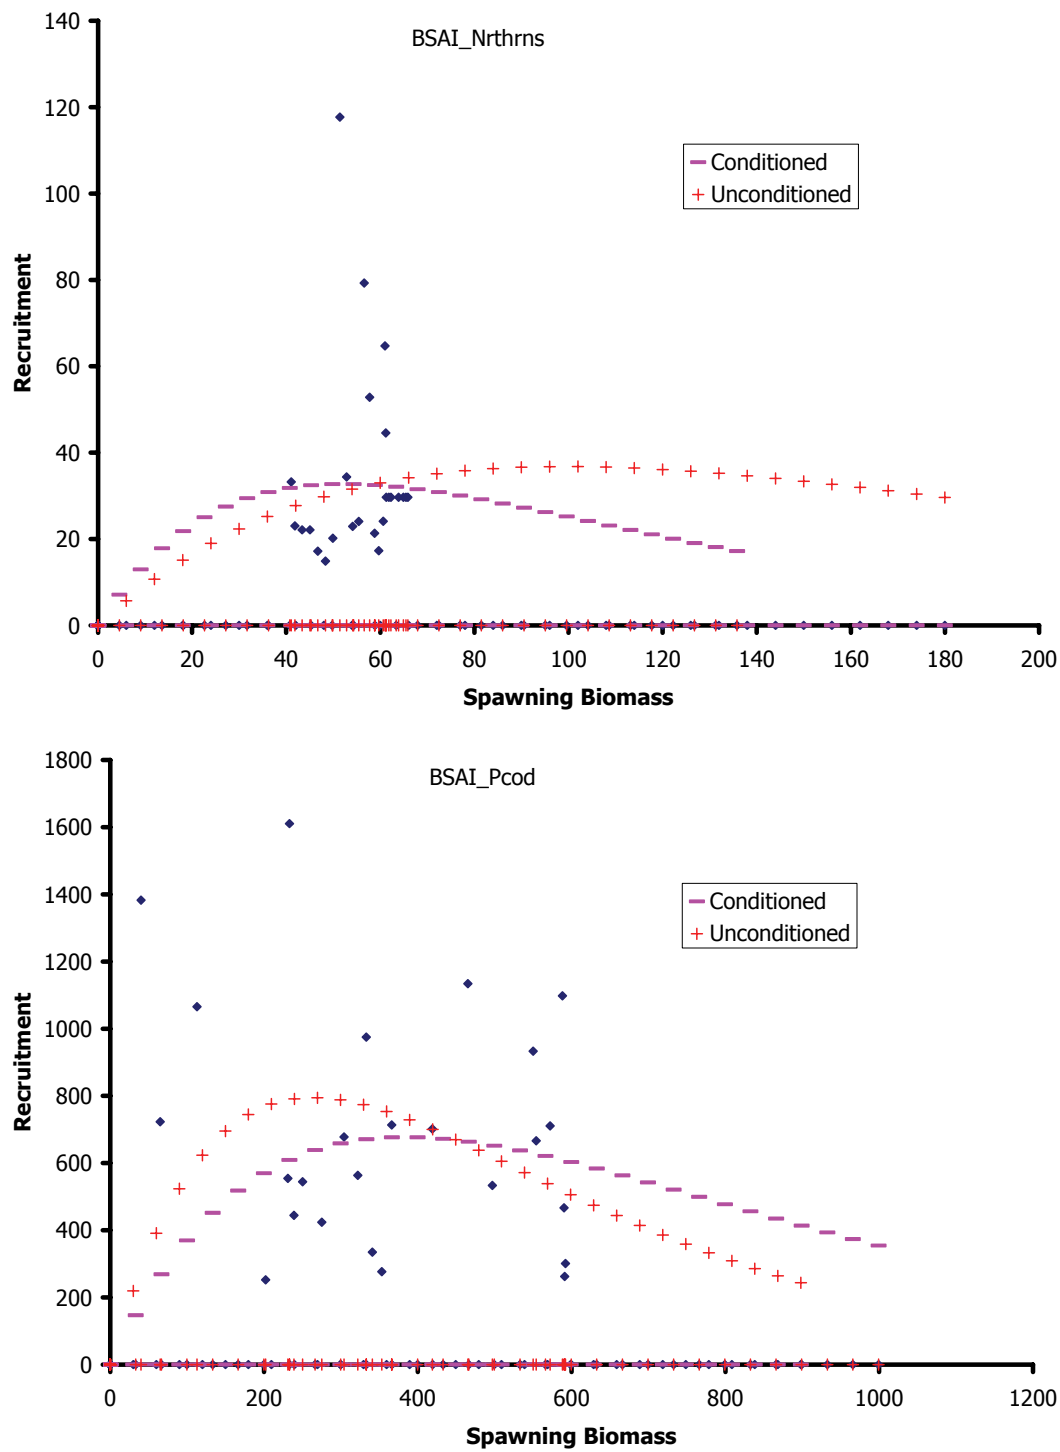 BSAI_Nrthrns
140
120
100
80
60
40
20
0
Recruitment
Conditioned
Unconditioned
0 20 40 60 80 100 120 140 160 180 200
Spawning Biomass
BSAI_Pcod
1800
1600
1400
1200
1000
800
600
400
200
0
Recruitment
Conditioned
Unconditioned
0 200 400 600 800 1000 1200
Spawning Biomass